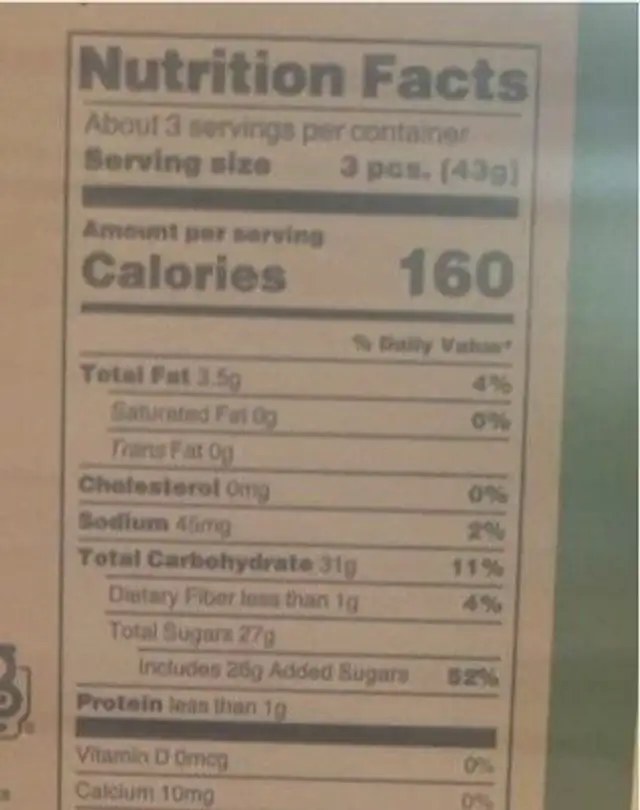 Nutrition Facts
About 3 servings per container
Serving size 3 pcs. (43g)
Amount per serving
Calories 160
% Daily Value*
Total Fat 3.5g 4%
Saturated Fat 0g 0%
Trans Fat 0g
Cholesterol 0mg 0%
Sodium 45mg 2%
Total Carbohydrate 31g 11%
Dietary Fiber less than 1g 4%
Total Sugars 27g
Includes 26g Added Sugars 52%
Protein less than 1g
Vitamin D 0mcg 0%
Calcium 10mg 0%